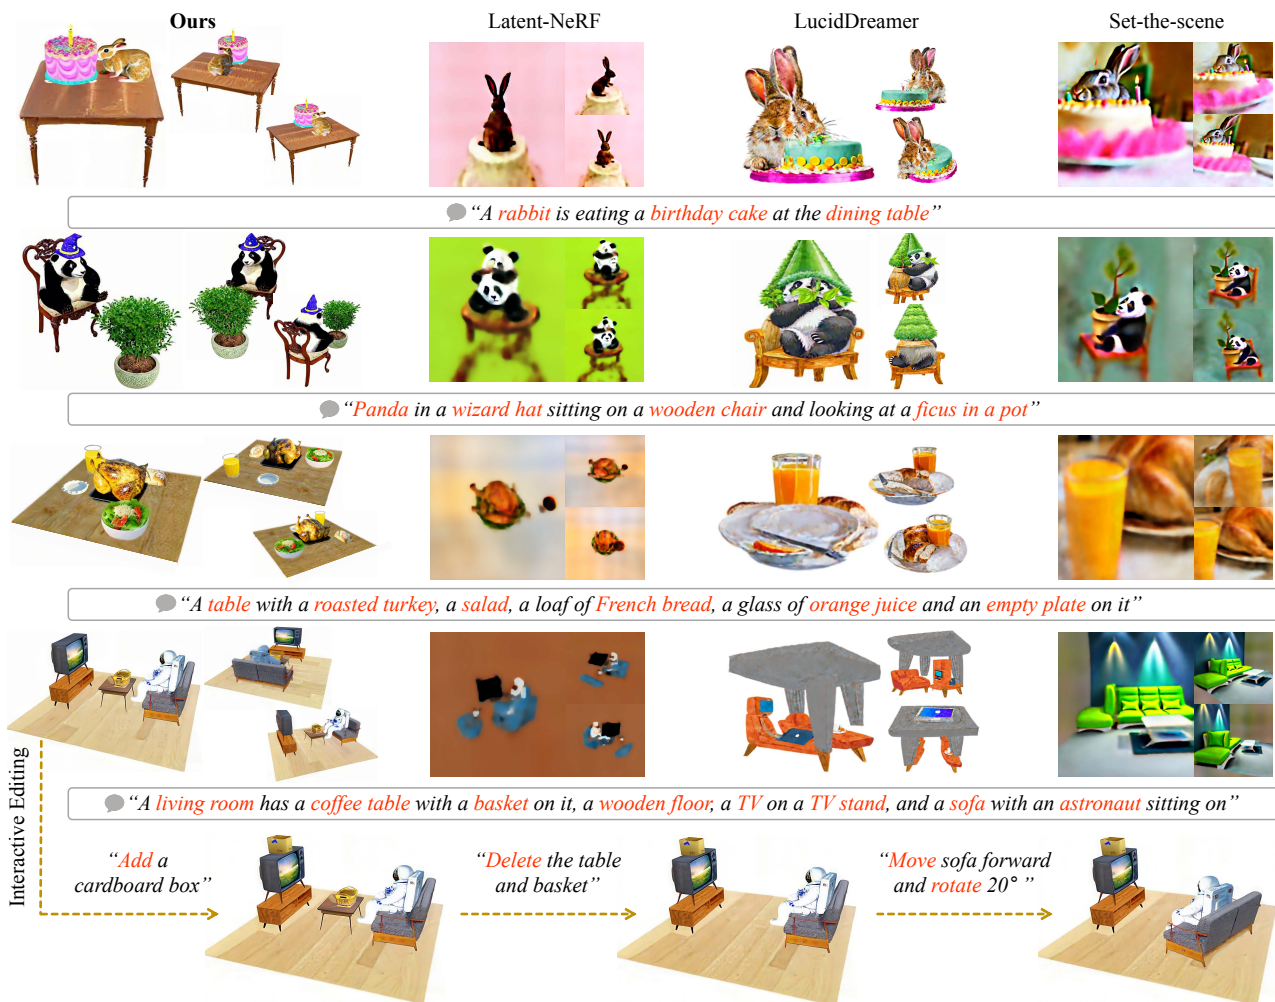 Ours
Latent-NeRF
LucidDreamer
Set-the-scene
“A rabbit is eating a birthday cake at the dining table”
“Panda in a wizard hat sitting on a wooden chair and looking at a ficus in a pot”
“A table with a roasted turkey, a salad, a loaf of French bread, a glass of orange juice and an empty plate on it”
“A living room has a coffee table with a basket on it, a wooden floor, a TV on a TV stand, and a sofa with an astronaut sitting on”
Interactive Editing
“Add a
cardboard box”
“Delete the table
and basket”
“Move sofa forward
and rotate 20° ”